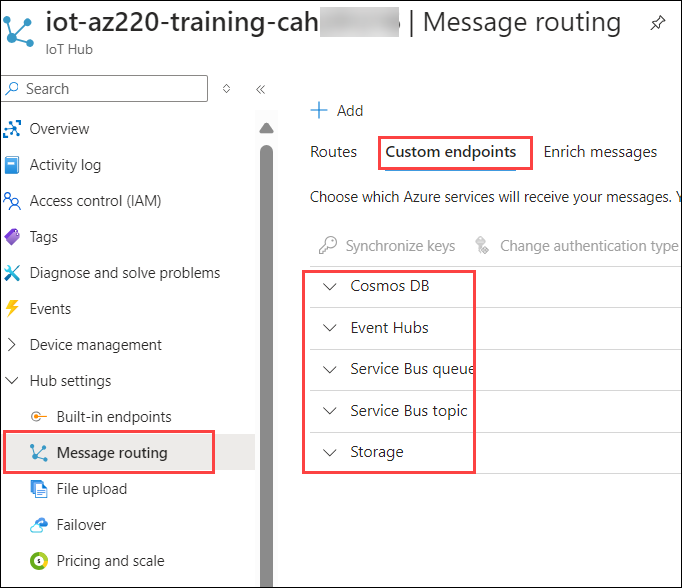 iot-az220-training-cah | Message routing
IoT Hub
Search
Overview
Activity log
Access control (IAM)
Tags
Diagnose and solve problems
Events
Device management
Hub settings
Built-in endpoints
Message routing
File upload
Failover
Pricing and scale
Add
Routes Custom endpoints Enrich messages
Choose which Azure services will receive your messages. Y
Synchronize keys Change authentication type
Cosmos DB
Event Hubs
Service Bus queue
Service Bus topic
Storage